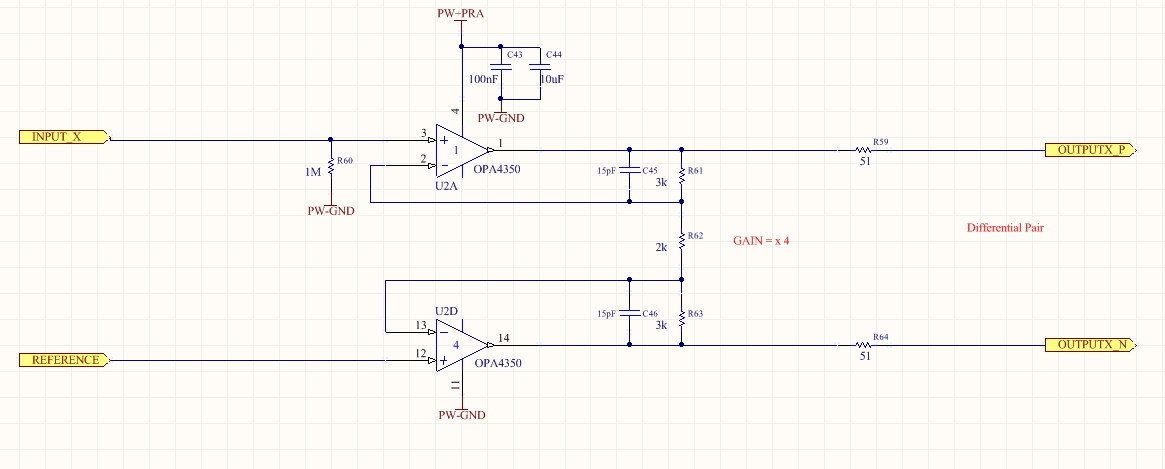 PW+PRA
C43
C44
100nF
10uF
4
PW-GND
INPUT_X
3
+
1
1
R59
OUTPUTX_P
R60
2
-
OPA4350
15pF
C45
R61
51
1M
U2A
3k
PW-GND
2k
R62
GAIN = x 4
Differential Pair
U2D
15pF
C46
R63
13
-
3k
14
4
R64
OUTPUTX_N
REFERENCE
12
+
OPA4350
51
11
PW-GND